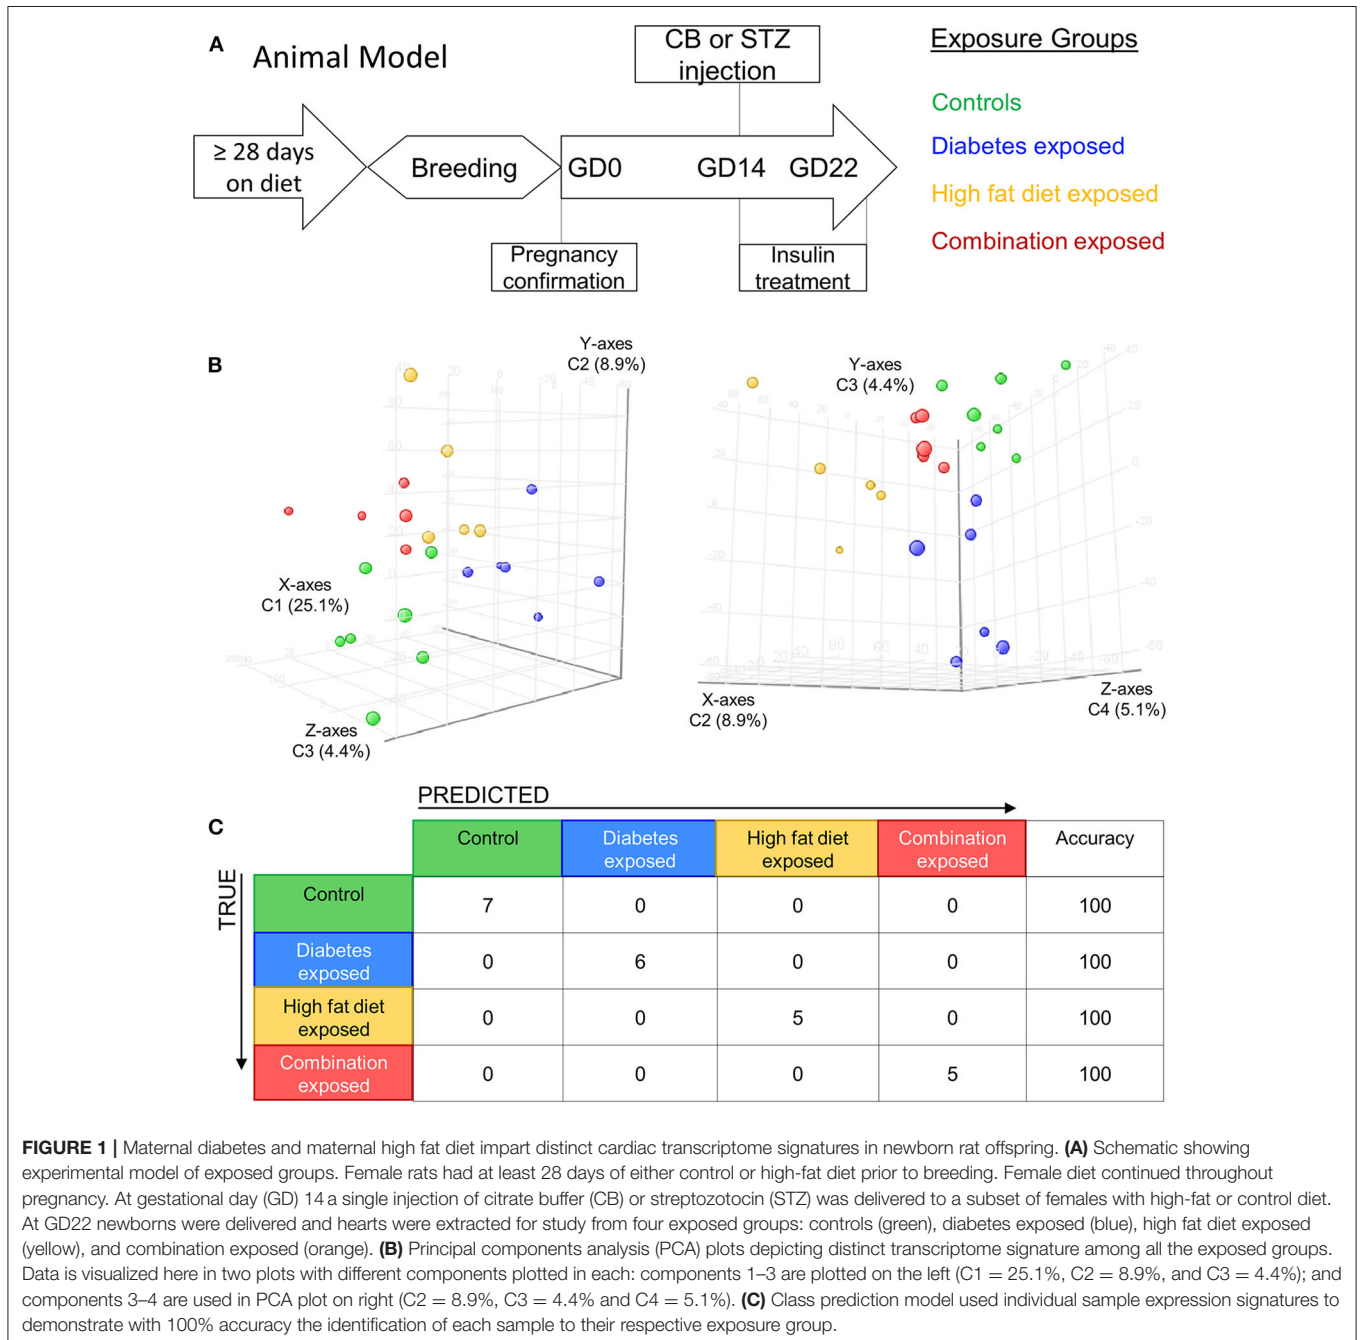 A
Animal Model
CB or STZ
injection
≥ 28 days
on diet
Breeding
GD0
GD14
GD22
Pregnancy
confirmation
Insulin
treatment
Exposure Groups
Controls
Diabetes exposed
High fat diet exposed
Combination exposed
B
Y-axes
C2 (8.9%)
X-axes
C1 (25.1%)
Z-axes
C3 (4.4%)
Y-axes
C3 (4.4%)
X-axes
C2 (8.9%)
Z-axes
C4 (5.1%)
C
PREDICTED
TRUE
Control
Diabetes
exposed
High fat diet
exposed
Combination
exposed
Accuracy
Control
7 0 0 0 100
Diabetes
exposed
0 6 0 0 100
High fat diet
exposed
0 0 5 0 100
Combination
exposed
0 0 0 5 100
FIGURE 1 | Maternal diabetes and maternal high fat diet impart distinct cardiac transcriptome signatures in newborn rat offspring. (A) Schematic showing
experimental model of exposed groups. Female rats had at least 28 days of either control or high-fat diet prior to breeding. Female diet continued throughout
pregnancy. At gestational day (GD) 14 a single injection of citrate buffer (CB) or streptozotocin (STZ) was delivered to a subset of females with high-fat or control diet.
At GD22 newborns were delivered and hearts were extracted for study from four exposed groups: controls (green), diabetes exposed (blue), high fat diet exposed
(yellow), and combination exposed (orange). (B) Principal components analysis (PCA) plots depicting distinct transcriptome signature among all the exposed groups.
Data is visualized here in two plots with different components plotted in each: components 1–3 are plotted on the left (C1 = 25.1%, C2 = 8.9%, and C3 = 4.4%); and
components 3–4 are used in PCA plot on right (C2 = 8.9%, C3 = 4.4% and C4 = 5.1%). (C) Class prediction model used individual sample expression signatures to
demonstrate with 100% accuracy the identification of each sample to their respective exposure group.